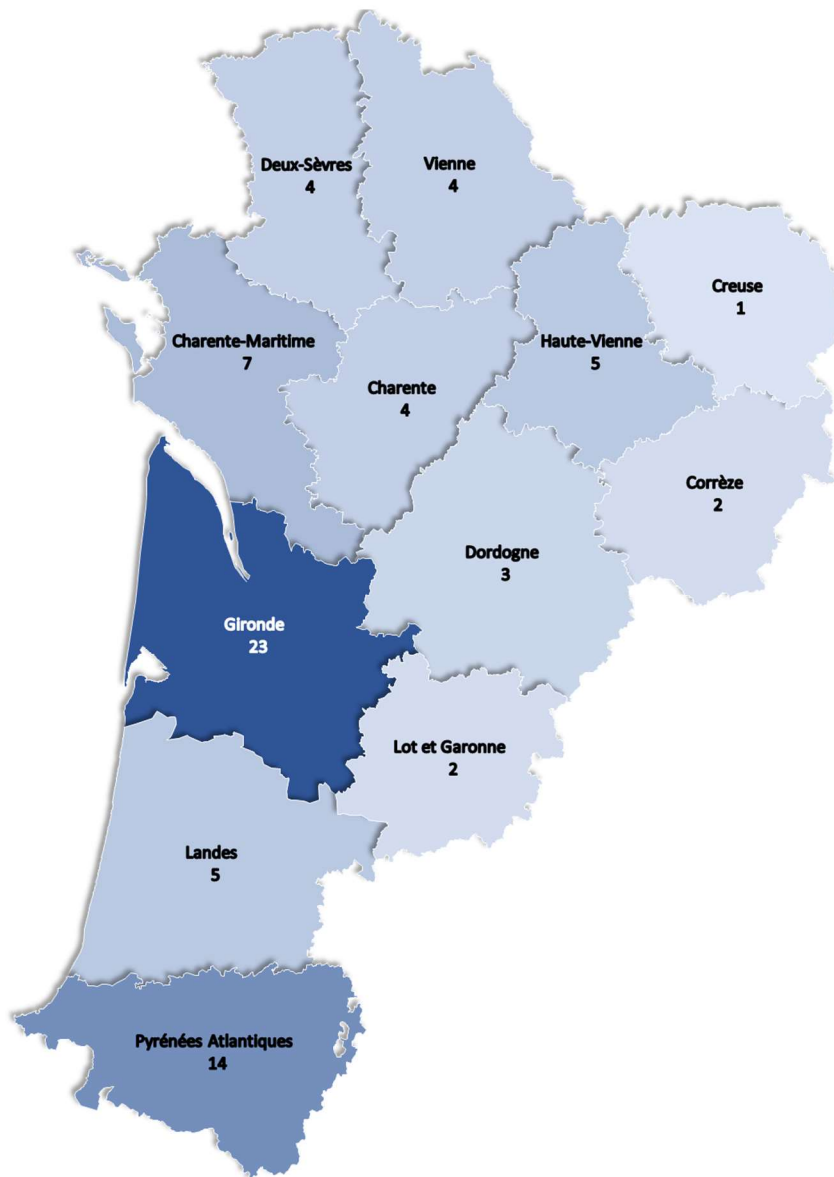 Deux-Sèvres
4
Vienne
4
Creuse
1
Charente-Maritime
7
Haute-Vienne
5
Charente
4
Corrèze
2
Dordogne
3
Gironde
23
Lot et Garonne
2
Landes
5
Pyrénées Atlantiques
14